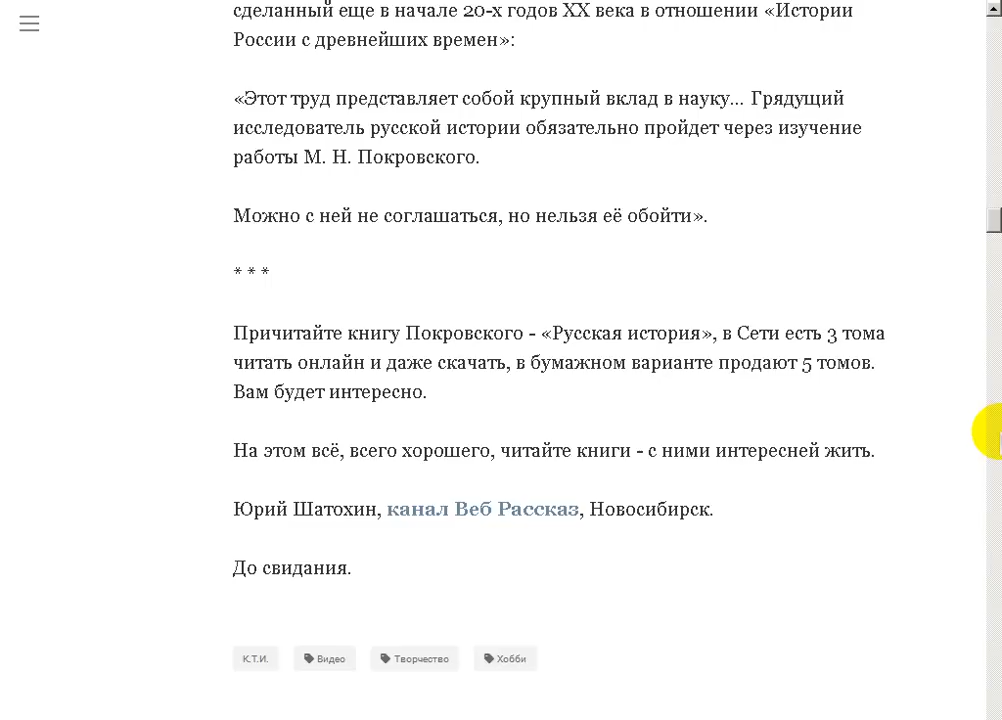 сделанный еще в начале 20-х годов XX века в отношении «Истории
России с древнейших времен»:
«Этот труд представляет собой крупный вклад в науку... Грядущий
исследователь русской истории обязательно пройдет через изучение
работы М. Н. Покровского.
Можно с ней не соглашаться, но нельзя её обойти».
* * *
Причитайте книгу Покровского - «Русская история», в Сети есть 3 тома
читать онлайн и даже скачать, в бумажном варианте продают 5 томов.
Вам будет интересно.
На этом всё, всего хорошего, читайте книги - с ними интересней жить.
Юрий Шатохин, канал Веб Рассказ, Новосибирск.
До свидания.
К.Т.И. Видео Творчество Хобби